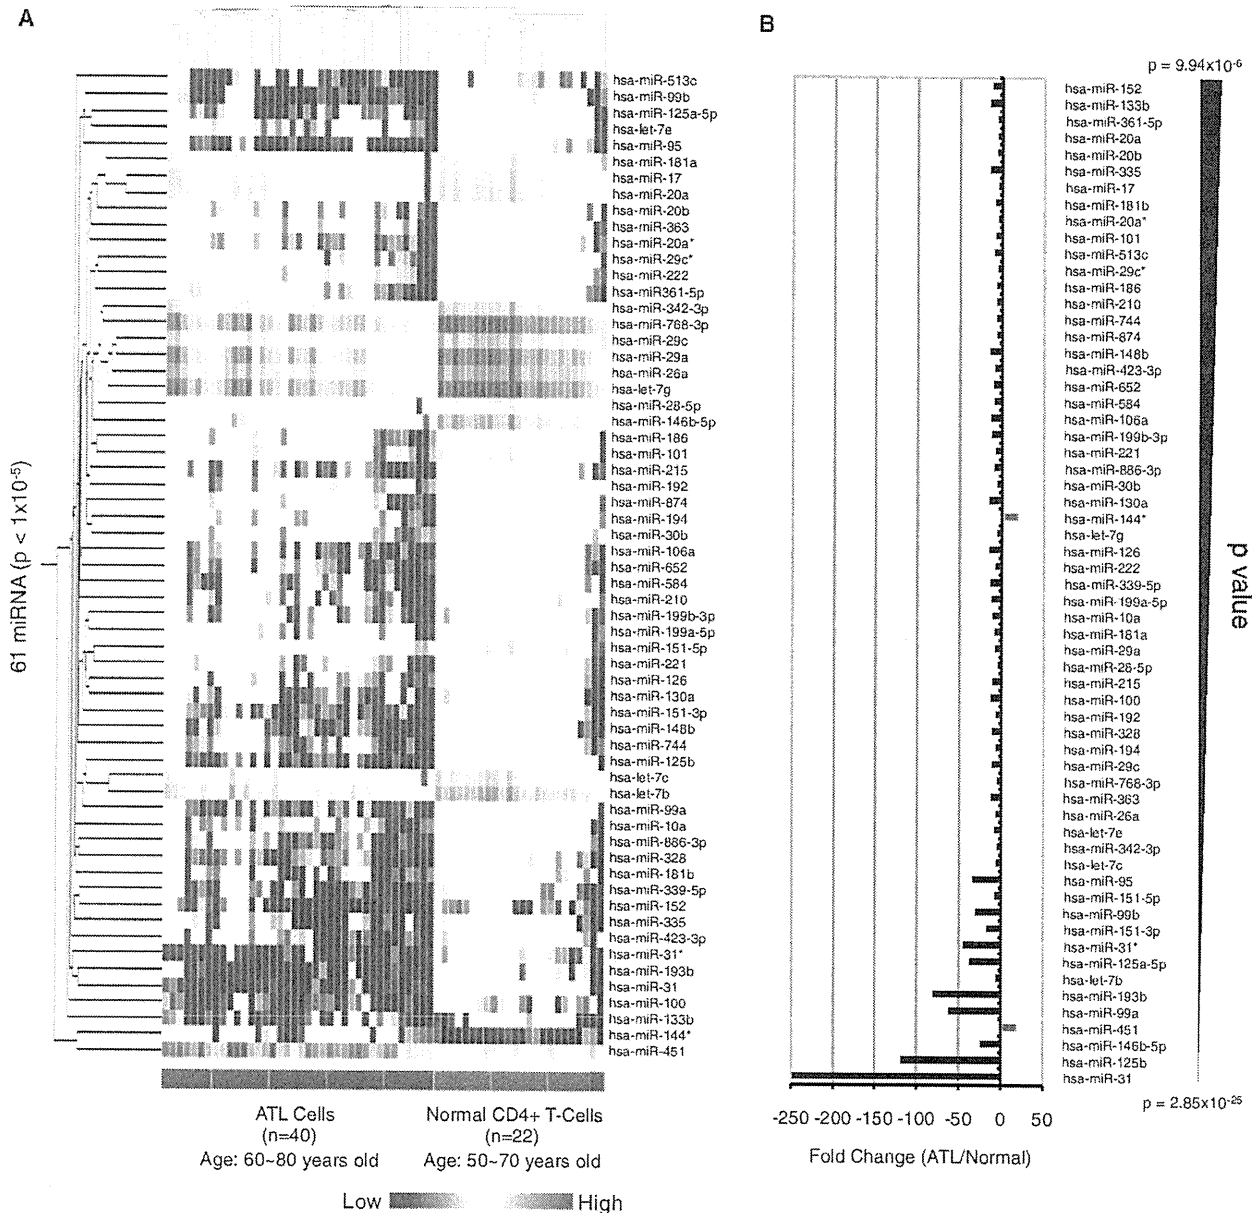 A
hsa-miR-513c
hsa-miR-99b
hsa-miR-125a-5p
hsa-let-7e
hsa-miR-95
hsa-miR-181a
hsa-miR-17
hsa-miR-20a
hsa-miR-20b
hsa-miR-363
hsa-miR-20a*
hsa-miR-29c*
hsa-miR-222
hsa-miR361-5p
hsa-miR-342-3p
hsa-miR-768-3p
hsa-miR-29c
hsa-miR-29a
hsa-miR-26a
hsa-let-7g
hsa-miR-28-5p
hsa-miR-146b-5p
hsa-miR-186
hsa-miR-101
hsa-miR-215
hsa-miR-192
hsa-miR-874
hsa-miR-194
hsa-miR-30b
hsa-miR-106a
hsa-miR-652
hsa-miR-584
hsa-miR-210
hsa-miR-199b-3p
hsa-miR-199a-5p
hsa-miR-151-5p
hsa-miR-221
hsa-miR-126
hsa-miR-130a
hsa-miR-151-3p
hsa-miR-148b
hsa-miR-744
hsa-miR-125b
hsa-let-7c
hsa-let-7b
hsa-miR-99a
hsa-miR-10a
hsa-miR-886-3p
hsa-miR-328
hsa-miR-181b
hsa-miR-339-5p
hsa-miR-152
hsa-miR-335
hsa-miR-423-3p
hsa-miR-31*
hsa-miR-193b
hsa-miR-31
hsa-miR-100
hsa-miR-133b
hsa-miR-144*
hsa-miR-451
61 miRNA (p < 1x10-5)
ATL Cells
(n=40)
Age: 60~80 years old
Normal CD4+ T-Cells
(n=22)
Age: 50~70 years old
Low
High
B
p = 9.94x10-6
hsa-miR-152
hsa-miR-133b
hsa-miR-361-5p
hsa-miR-20a
hsa-miR-20b
hsa-miR-335
hsa-miR-17
hsa-miR-181b
hsa-miR-20a*
hsa-miR-101
hsa-miR-513c
hsa-miR-29c*
hsa-miR-186
hsa-miR-210
hsa-miR-744
hsa-miR-874
hsa-miR-148b
hsa-miR-423-3p
hsa-miR-652
hsa-miR-584
hsa-miR-106a
hsa-miR-199b-3p
hsa-miR-221
hsa-miR-886-3p
hsa-miR-30b
hsa-miR-130a
hsa-miR-144*
hsa-let-7g
hsa-miR-126
hsa-miR-222
hsa-miR-339-5p
hsa-miR-199a-5p
hsa-miR-10a
hsa-miR-181a
hsa-miR-29a
hsa-miR-28-5p
hsa-miR-215
hsa-miR-100
hsa-miR-192
hsa-miR-328
hsa-miR-194
hsa-miR-29c
hsa-miR-768-3p
hsa-miR-363
hsa-miR-26a
hsa-let-7e
hsa-miR-342-3p
hsa-let-7c
hsa-miR-95
hsa-miR-151-5p
hsa-miR-99b
hsa-miR-151-3p
hsa-miR-31*
hsa-miR-125a-5p
hsa-let-7b
hsa-miR-193b
hsa-miR-99a
hsa-miR-451
hsa-miR-146b-5p
hsa-miR-125b
hsa-miR-31
p value
p = 2.85x10-25
-250 -200 -150 -100 -50 0 50
Fold Change (ATL/Normal)